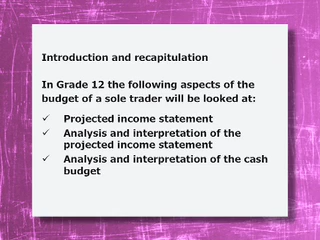 Introduction and recapitulation
In Grade 12 the following aspects of the
budget of a sole trader will be looked at:
✓ Projected income statement
✓ Analysis and interpretation of the
projected income statement
✓ Analysis and interpretation of the cash
budget